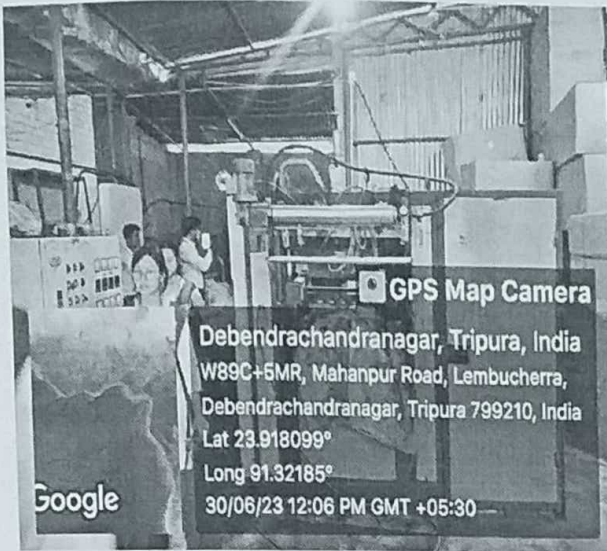 GPS Map Camera
Debendrachandranagar, Tripura, India
W89C+5MR, Mahanpur Road, Lembucherra,
Debendrachandranagar, Tripura 799210, India
Lat 23.918099°
Long 91.32185°
30/06/23 12:06 PM GMT +05:30
Google